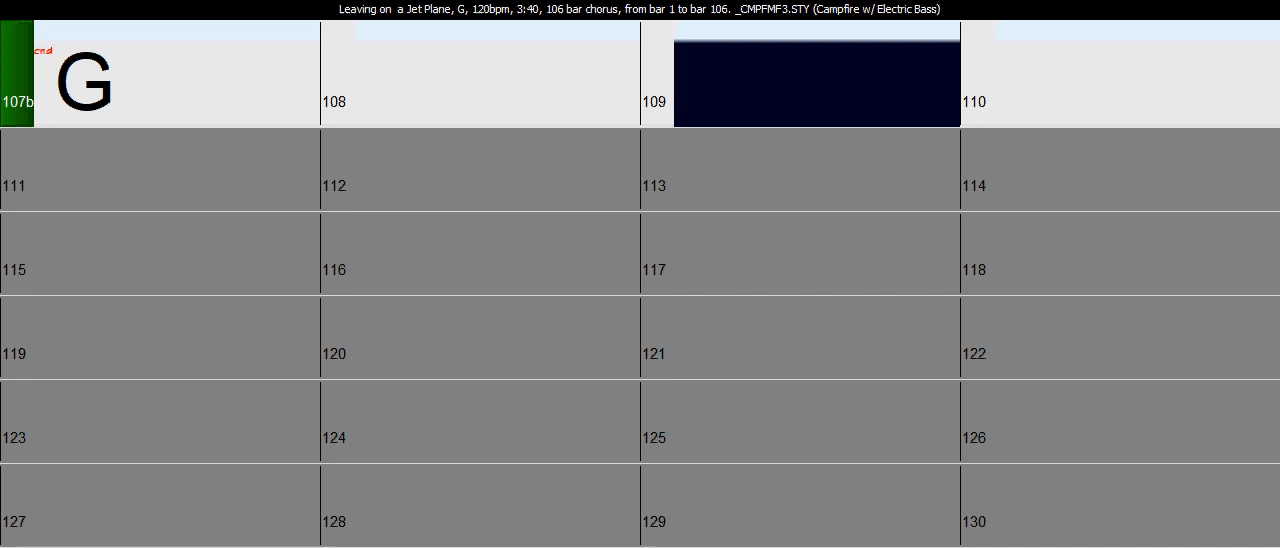 Leaving on  a Jet Plane, G, 120bpm, 3:40, 106 bar chorus, from bar 1 to bar 106. _CMPFMF3.STY (Campfire w/ Electric Bass)
end
107b G 108 109 110
111 112 113 114
115 116 117 118
119 120 121 122
123 124 125 126
127 128 129 130